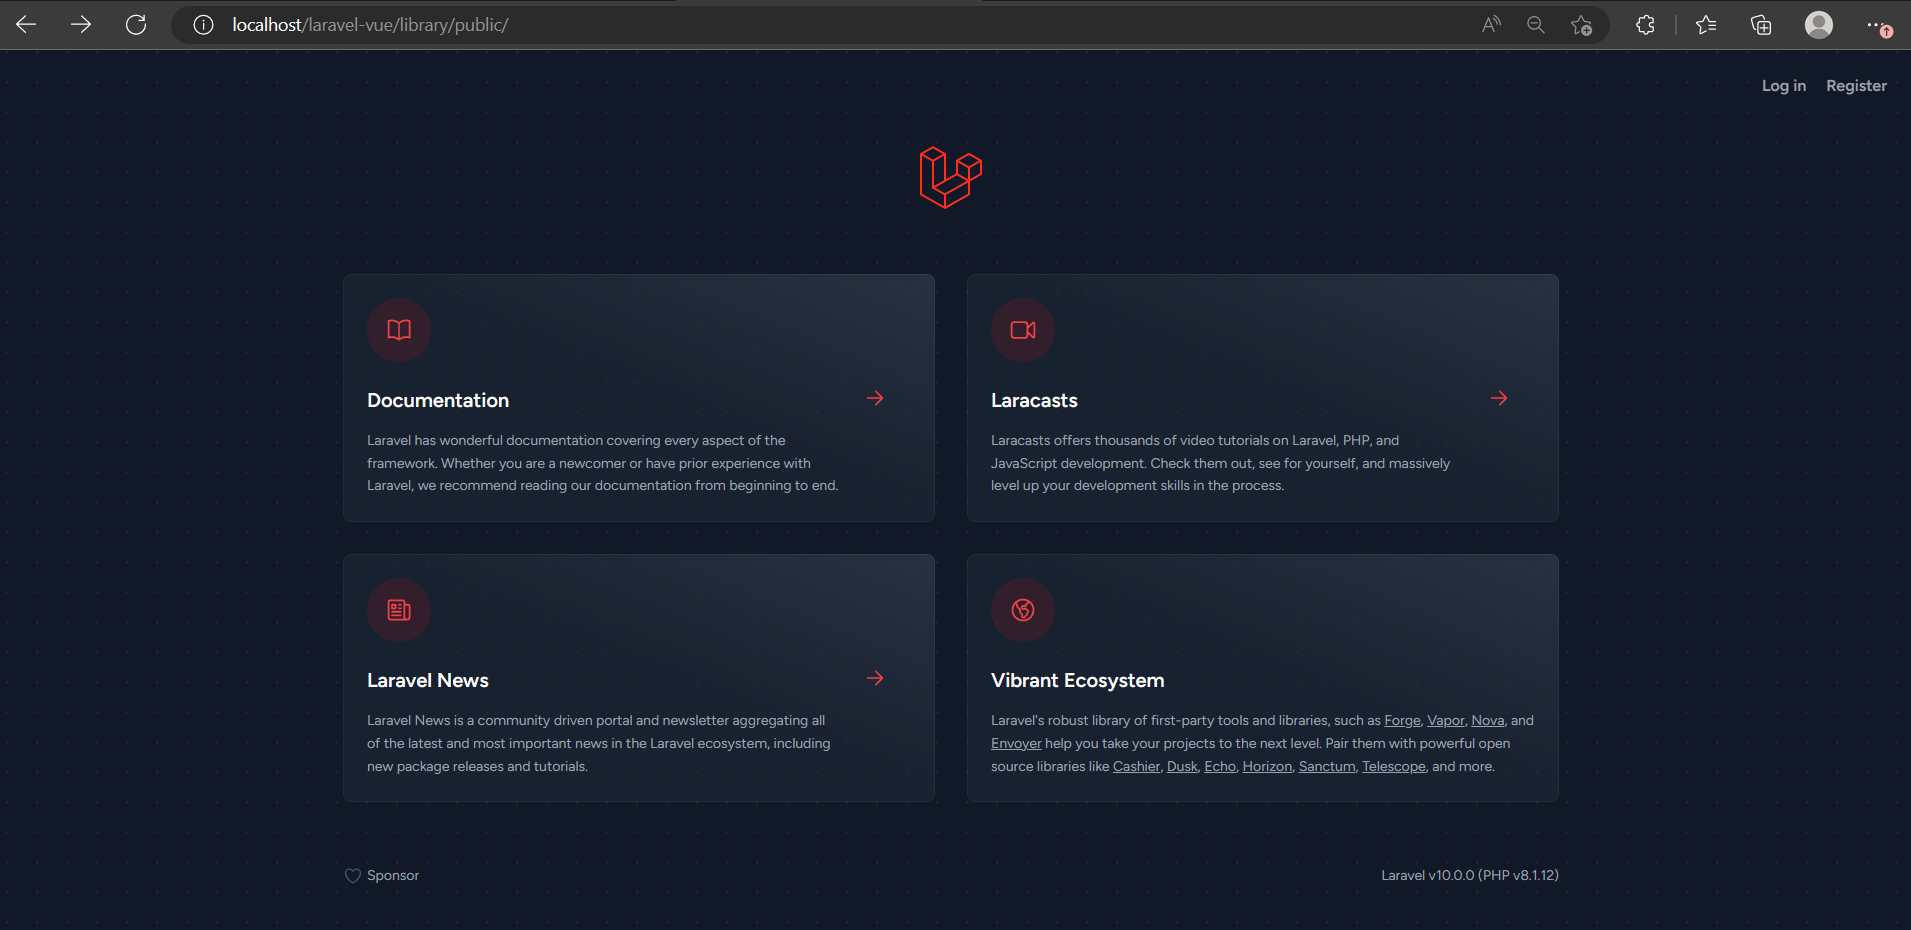 localhost/laravel-vue/library/public/
Log in Register
Documentation
Laravel has wonderful documentation covering every aspect of the
framework. Whether you are a newcomer or have prior experience with
Laravel, we recommend reading our documentation from beginning to end.
Laracasts
Laracasts offers thousands of video tutorials on Laravel, PHP, and
JavaScript development. Check them out, see for yourself, and massively
level up your development skills in the process.
Laravel News
Laravel News is a community driven portal and newsletter aggregating all
of the latest and most important news in the Laravel ecosystem, including
new package releases and tutorials.
Vibrant Ecosystem
Laravel's robust library of first-party tools and libraries, such as Forge, Vapor, Nova, and
Envoyer help you take your projects to the next level. Pair them with powerful open
source libraries like Cashier, Dusk, Echo, Horizon, Sanctum, Telescope, and more.
Sponsor
Laravel v10.0.0 (PHP v8.1.12)